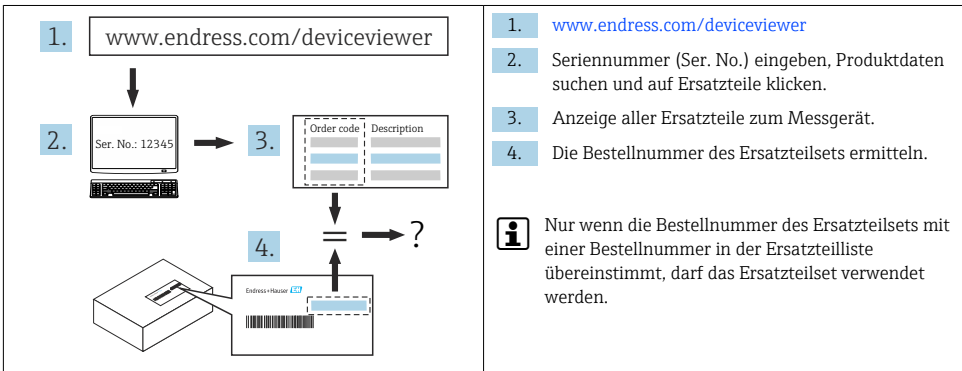 1. www.endress.com/deviceviewer
2. Ser. No.: 12345
3. Order code Description
= ?
4.
Endress+Hauser EH
1. www.endress.com/deviceviewer
2. Seriennummer (Ser. No.) eingeben, Produktdaten
suchen und auf Ersatzteile klicken.
3. Anzeige aller Ersatzteile zum Messgerät.
4. Die Bestellnummer des Ersatzteilsets ermitteln.
i Nur wenn die Bestellnummer des Ersatzteilsets mit
einer Bestellnummer in der Ersatzteilliste
übereinstimmt, darf das Ersatzteilset verwendet
werden.